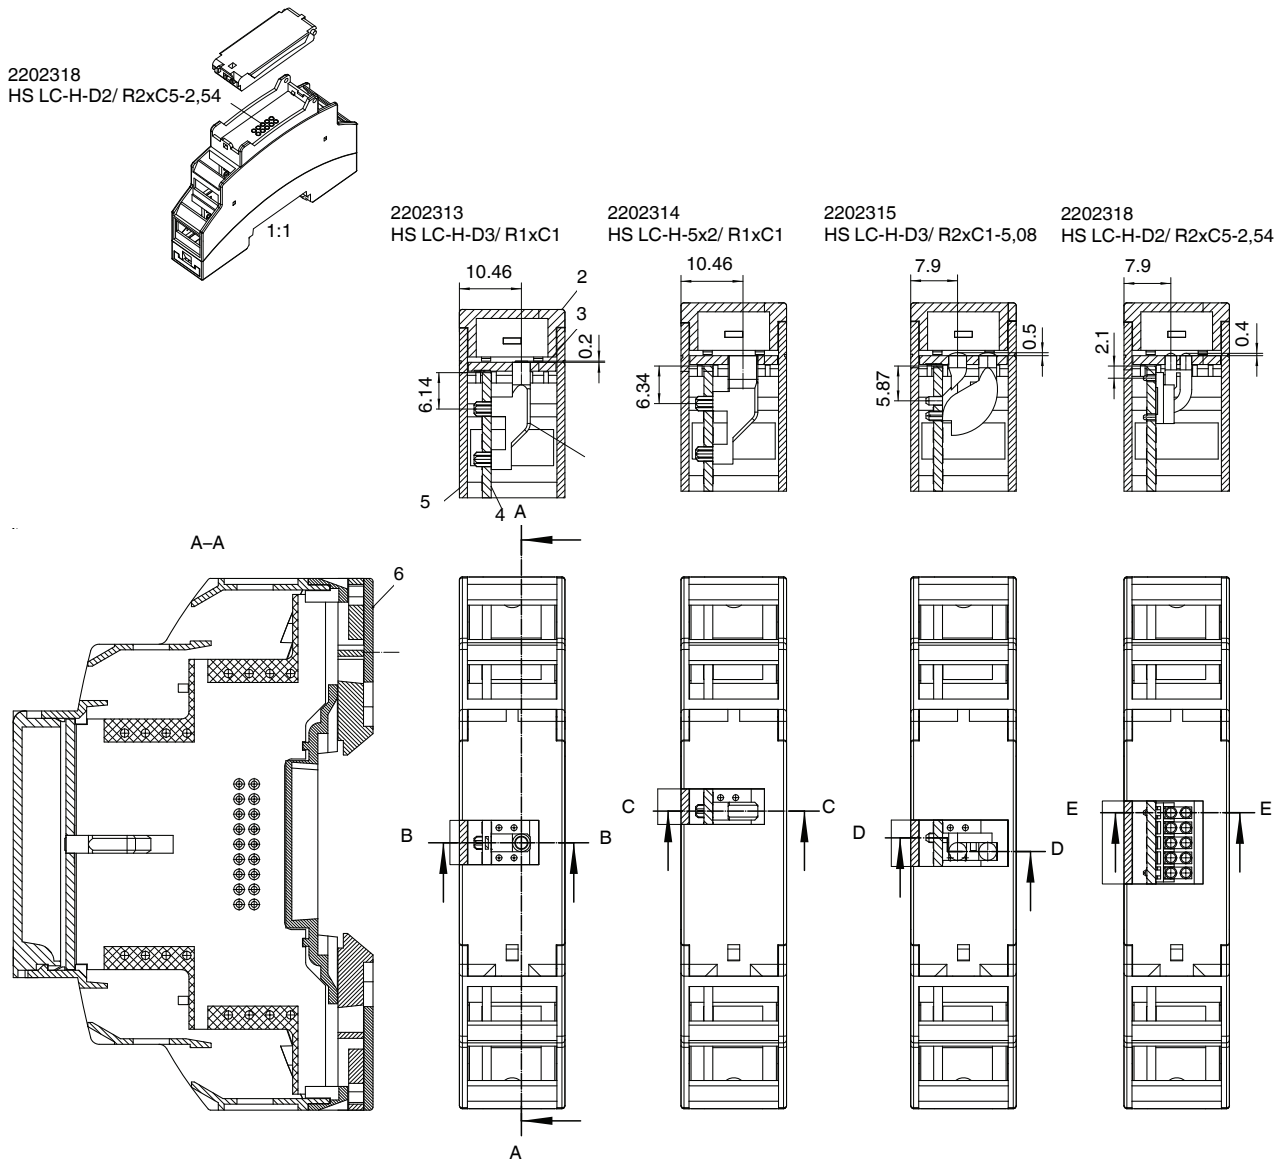 2202318
HS LC-H-D2/ R2xC5-2,54
1:1
2202313
HS LC-H-D3/ R1xC1
2202314
HS LC-H-5x2/ R1xC1
2202315
HS LC-H-D3/ R2xC1-5,08
2202318
HS LC-H-D2/ R2xC5-2,54
10.46
2
3
0.2
6.14
5
4
10.46
6.34
7.9
0.5
5.87
7.9
2.1
0.4
A
A–A
6
B
B
C
C
D
D
E
E
A